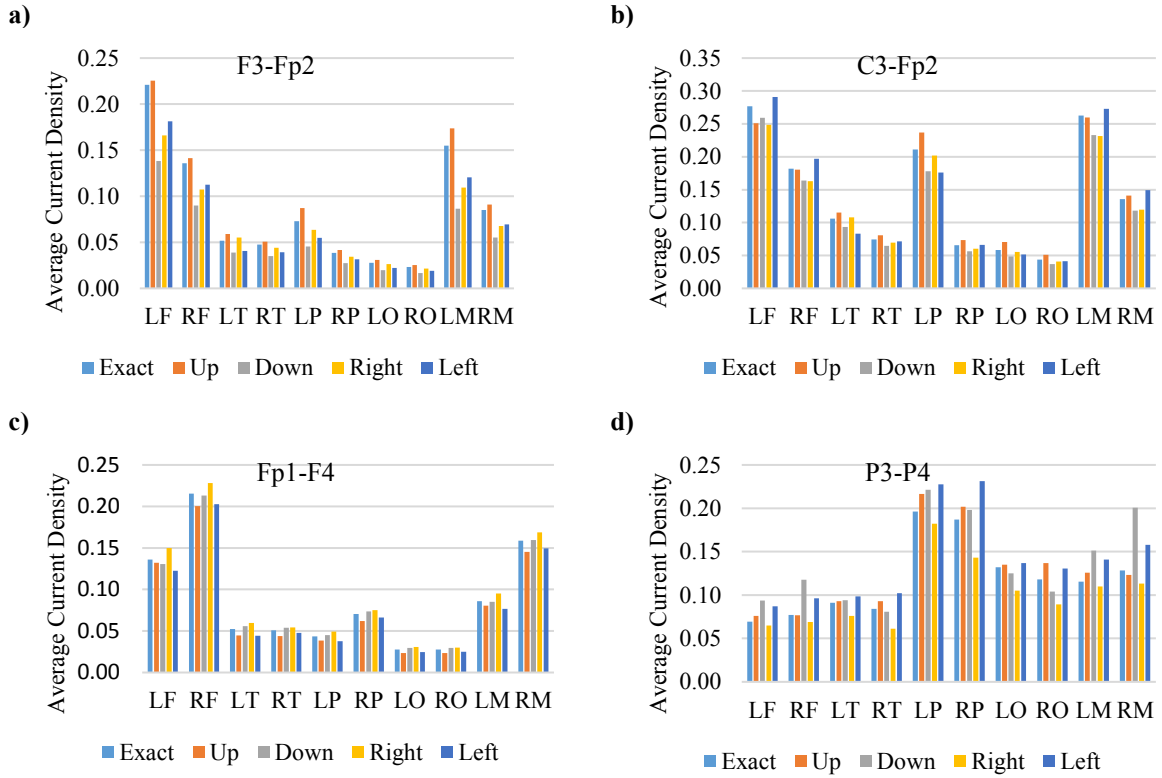 a)
F3-Fp2
Average Current Density
0.25
0.20
0.15
0.10
0.05
0.00
LF RF LT RT LP RP LO RO LM RM
Exact Up Down Right Left
b)
C3-Fp2
Average Current Density
0.35
0.30
0.25
0.20
0.15
0.10
0.05
0.00
LF RF LT RT LP RP LO RO LM RM
Exact Up Down Right Left
c)
Fp1-F4
Average Current Density
0.25
0.20
0.15
0.10
0.05
0.00
LF RF LT RT LP RP LO RO LM RM
Exact Up Down Right Left
d)
P3-P4
Average Current Density
0.25
0.20
0.15
0.10
0.05
0.00
LF RF LT RT LP RP LO RO LM RM
Exact Up Down Right Left